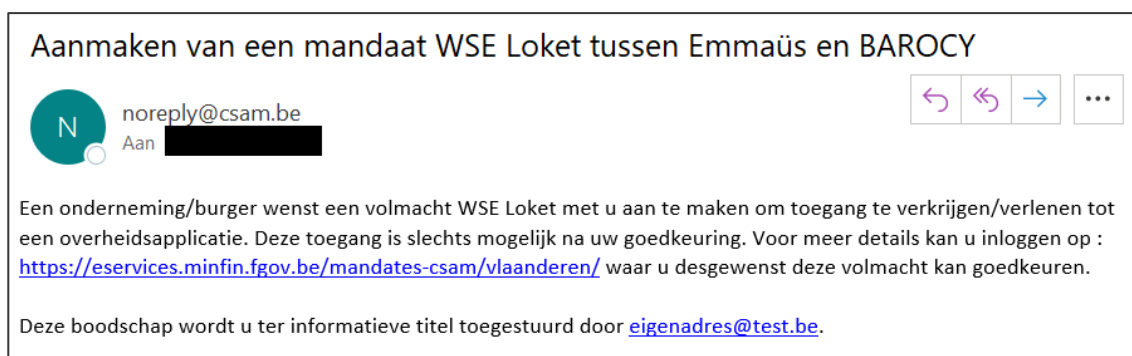 Aanmaken van een mandaat WSE Loket tussen Emmaüs en BAROCY
N
noreply@csam.be
Aan
Een onderneming/burger wenst een volmacht WSE Loket met u aan te maken om toegang te verkrijgen/verlenen tot
een overheidsapplicatie. Deze toegang is slechts mogelijk na uw goedkeuring. Voor meer details kan u inloggen op :
https://eservices.minfin.fgov.be/mandates-csam/vlaanderen/ waar u desgewenst deze volmacht kan goedkeuren.
Deze boodschap wordt u ter informatieve titel toegestuurd door eigenadres@test.be.